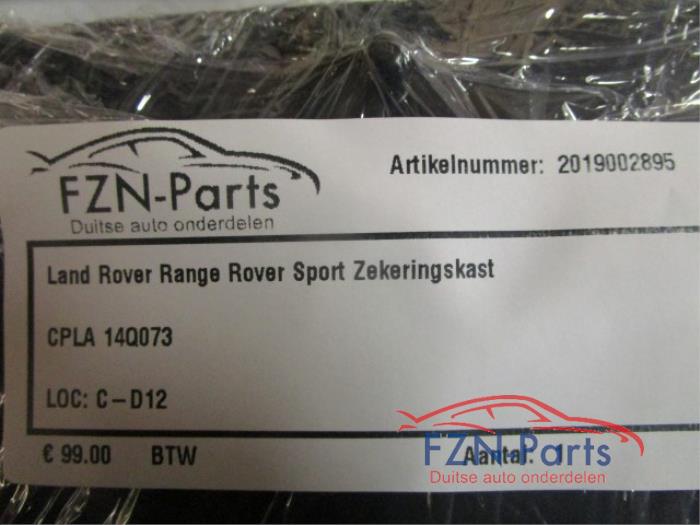 FZN-Parts
Duitse auto onderdelen
Artikelnummer: 2019002895
Land Rover Range Rover Sport Zekeringskast
CPLA 14Q073
LOC: C-D12
€ 99.00 BTW Aantal: 1
FZN-Parts
Duitse auto onderdelen